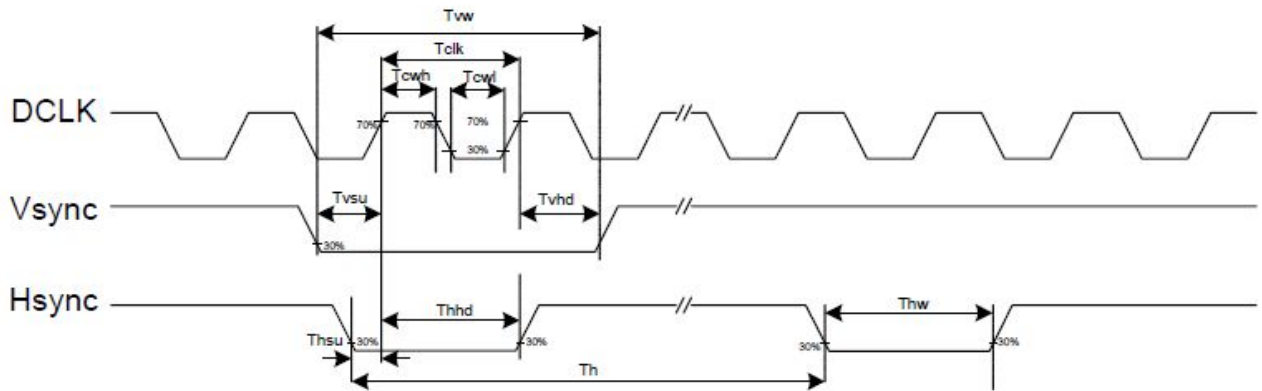 Tvw
Tclk
Tcwh Tcwl
DCLK
70% 70% 70%
30%
//
Tvsu Tvhd
Vsync
//
30%
Hsync
//
Thhd Thw
Thsu 30% 30% 30% 30%
Th